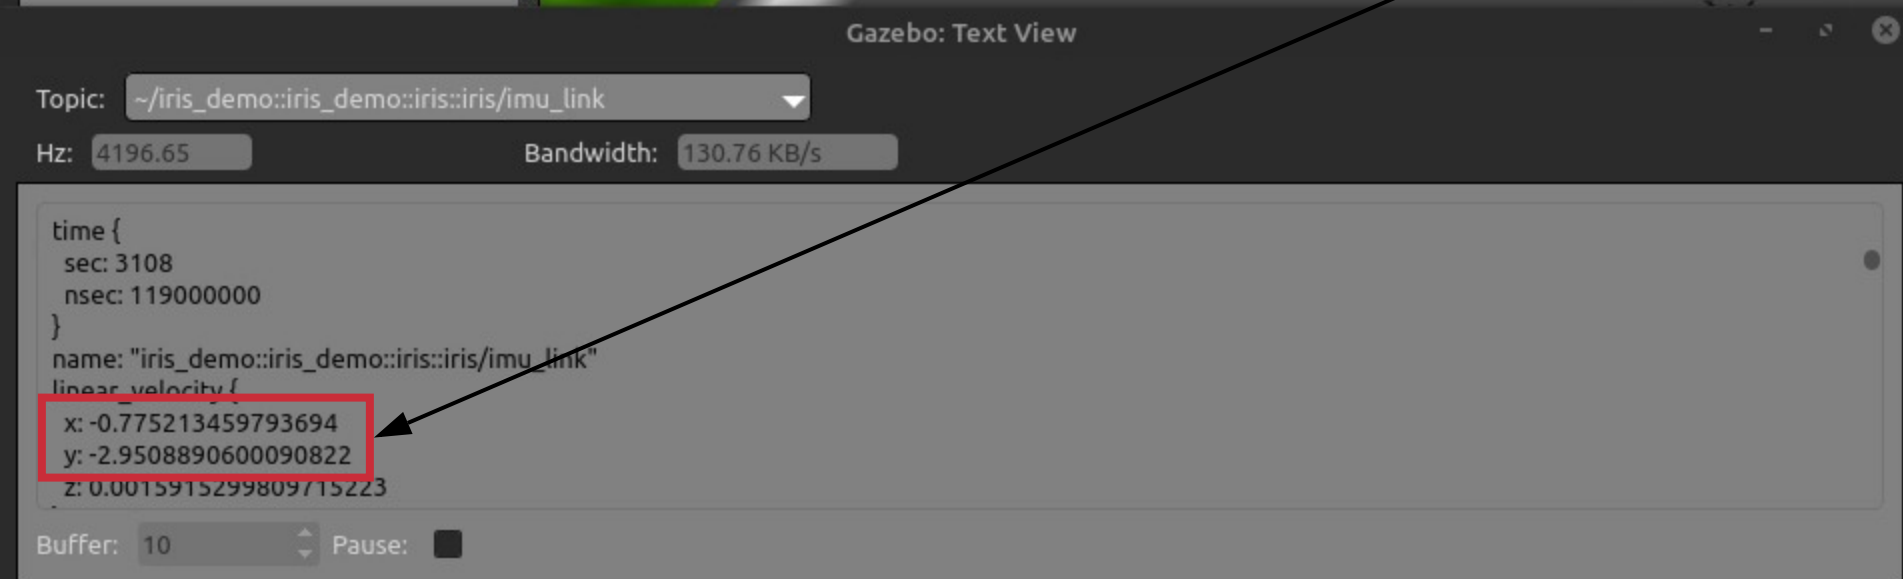 Gazebo: Text View
Topic: ~/iris_demo::iris_demo::iris::iris/imu_link
Hz: 4196.65 Bandwidth: 130.76 KB/s
time {
sec: 3108
nsec: 119000000
}
name: "iris_demo::iris_demo::iris::iris/imu_link"
linear_velocity {
x: -0.775213459793694
y: -2.9508890600090822
z: 0.0015915299809715223
Buffer: 10 Pause: